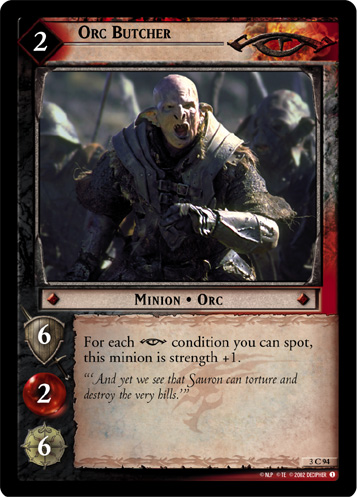 2
ORC BUTCHER
MINION • ORC
6
For each condition you can spot,
2
this minion is strength +1.
"'And yet we see that Sauron can torture and
destroy the very hills.'"
6
3 C 94
© NLP ® TE © 2002 DECIPHER 1